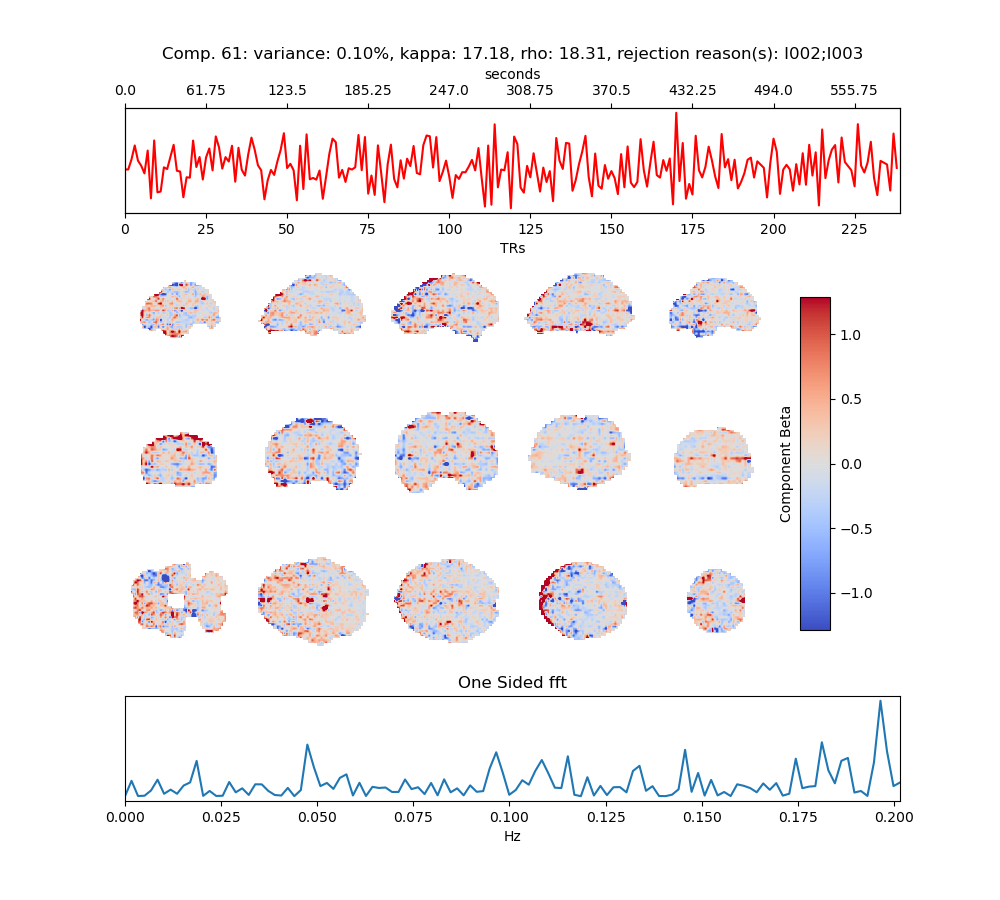 Comp. 61: variance: 0.10%, kappa: 17.18, rho: 18.31, rejection reason(s): I002;I003
seconds
0.0 61.75 123.5 185.25 247.0 308.75 370.5 432.25 494.0 555.75
0 25 50 75 100 125 150 175 200 225
TRs
1.0
0.5
0.0
−0.5
−1.0
Component Beta
One Sided fft
0.000 0.025 0.050 0.075 0.100 0.125 0.150 0.175 0.200
Hz